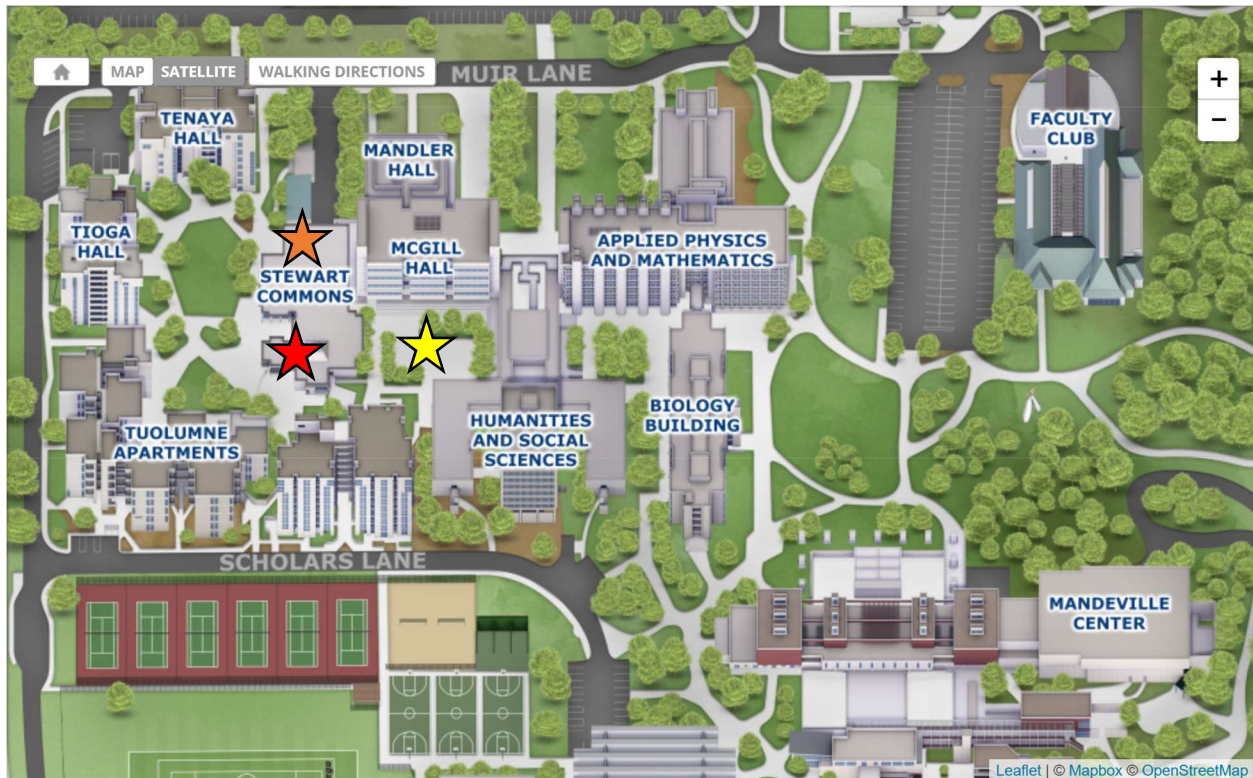 MAP
SATELLITE
WALKING DIRECTIONS
MUIR LANE
+
−
TENAYA
HALL
MANDLER
HALL
FACULTY
CLUB
TIOGA
HALL
STEWART
COMMONS
MCGILL
HALL
APPLIED PHYSICS
AND MATHEMATICS
TUOLUMNE
APARTMENTS
HUMANITIES
AND SOCIAL
SCIENCES
BIOLOGY
BUILDING
SCHOLARS LANE
MANDEVILLE
CENTER
Leaflet | © Mapbox © OpenStreetMap